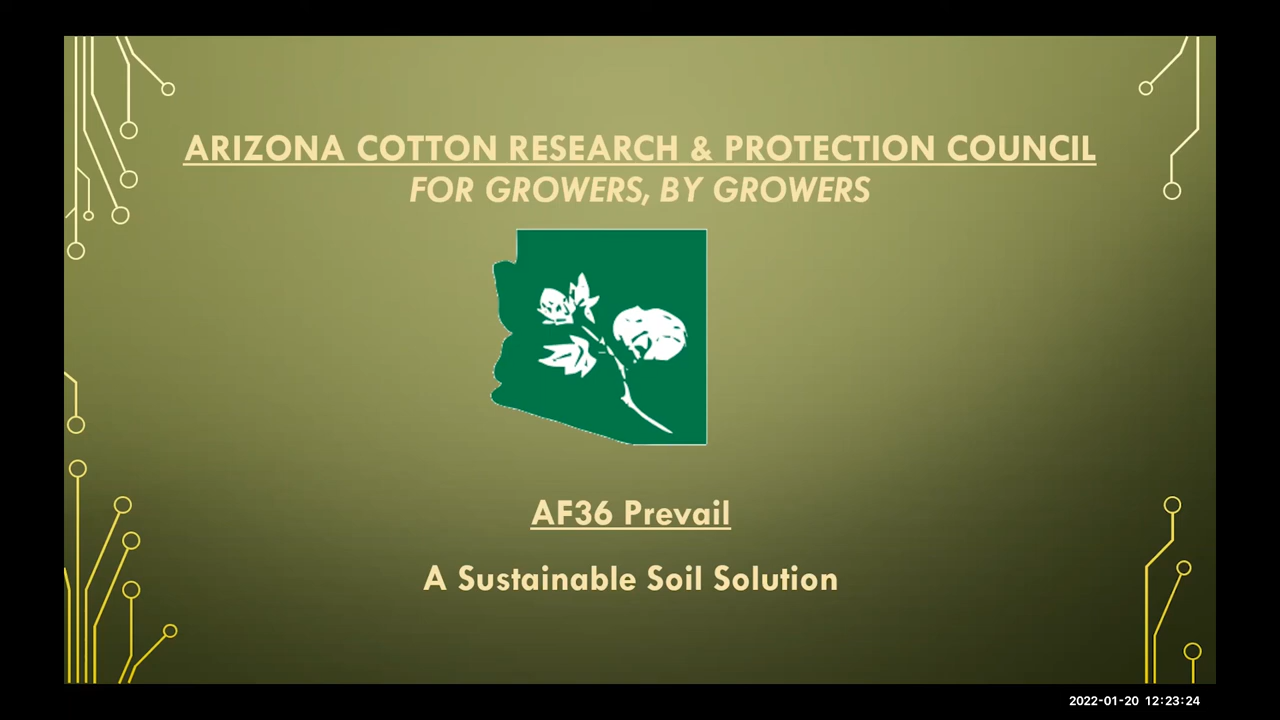 ARIZONA COTTON RESEARCH & PROTECTION COUNCIL
FOR GROWERS, BY GROWERS
AF36 Prevail
A Sustainable Soil Solution
2022-01-20 12:23:24